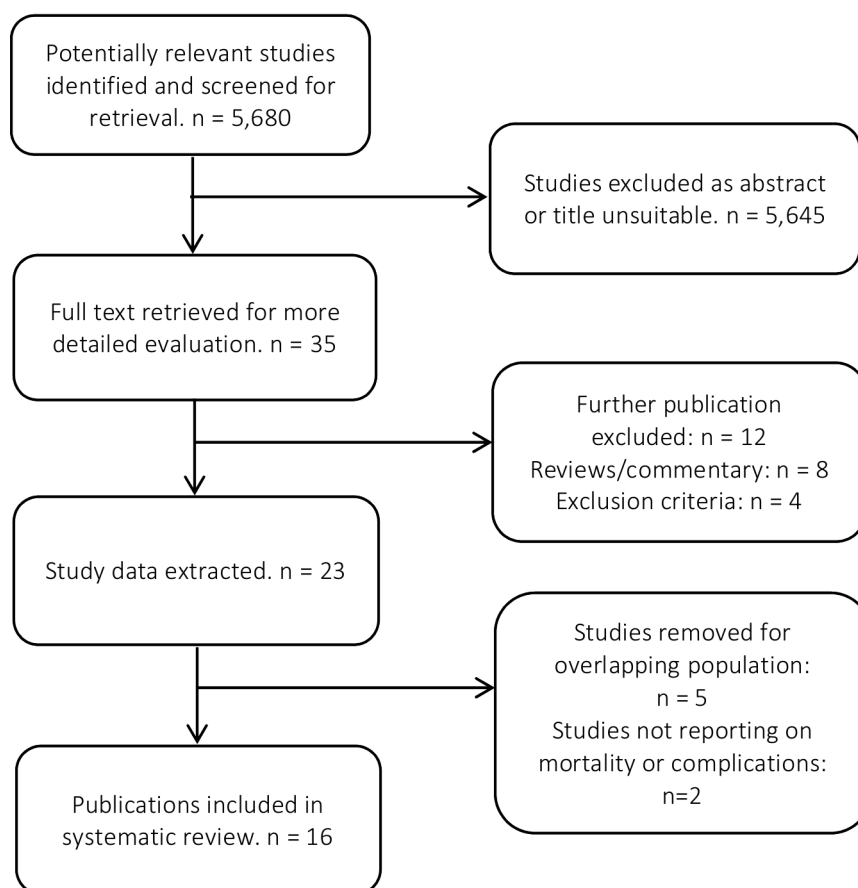 Potentially relevant studies
identified and screened for
retrieval. n = 5,680
Studies excluded as abstract
or title unsuitable. n = 5,645
Full text retrieved for more
detailed evaluation. n = 35
Further publication
excluded: n = 12
Reviews/commentary: n = 8
Exclusion criteria: n = 4
Study data extracted. n = 23
Studies removed for
overlapping population:
n = 5
Studies not reporting on
mortality or complications:
n=2
Publications included in
systematic review. n = 16